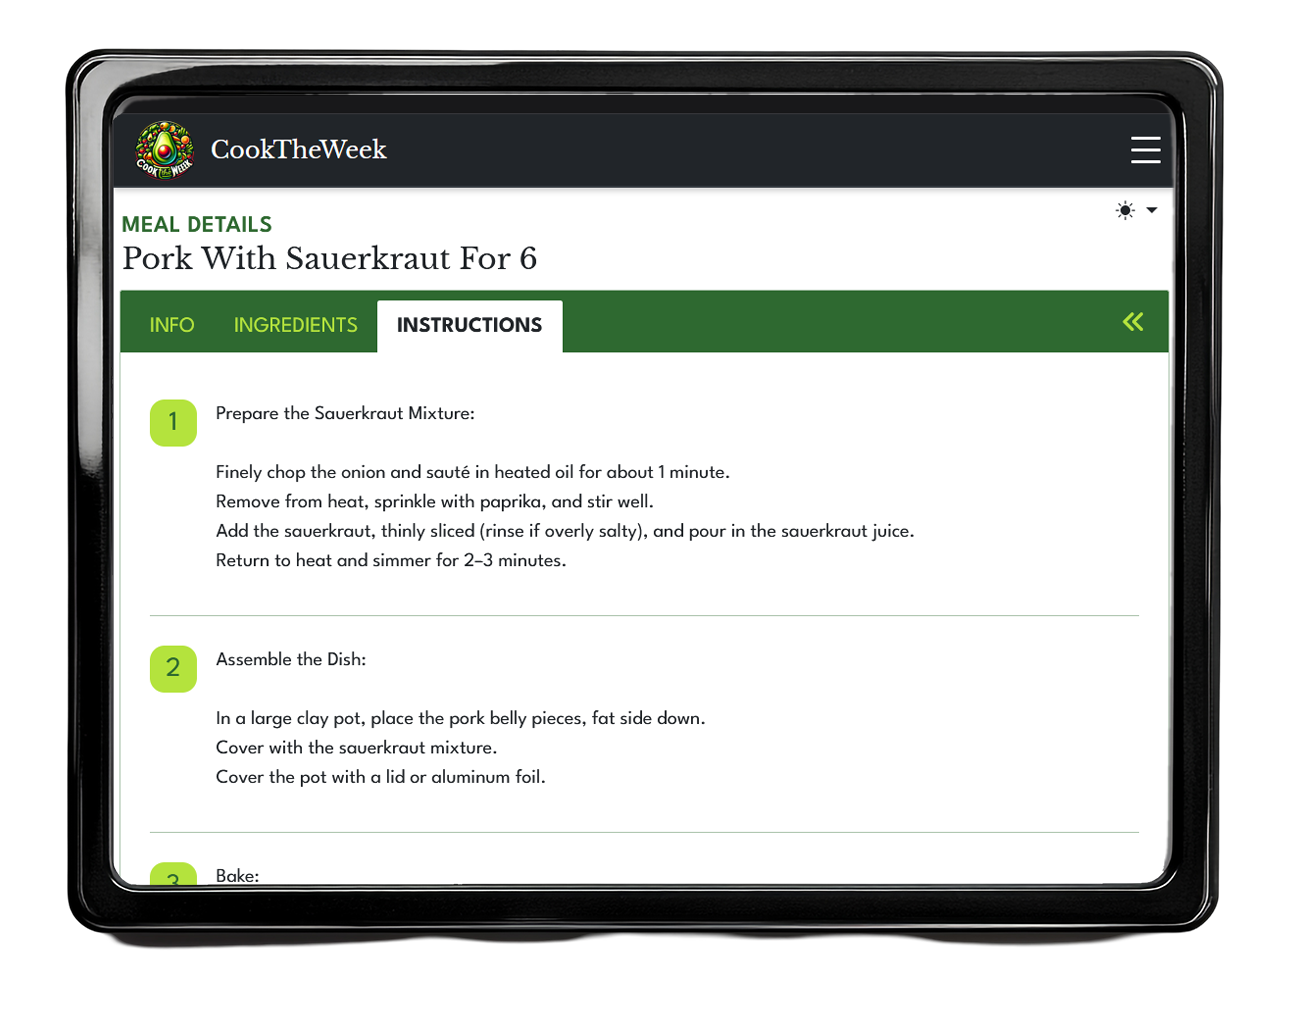 COOK the WEEK
CookTheWeek
MEAL DETAILS
Pork With Sauerkraut For 6
INFO
INGREDIENTS
INSTRUCTIONS
1
Prepare the Sauerkraut Mixture:
Finely chop the onion and sauté in heated oil for about 1 minute.
Remove from heat, sprinkle with paprika, and stir well.
Add the sauerkraut, thinly sliced (rinse if overly salty), and pour in the sauerkraut juice.
Return to heat and simmer for 2–3 minutes.
2
Assemble the Dish:
In a large clay pot, place the pork belly pieces, fat side down.
Cover with the sauerkraut mixture.
Cover the pot with a lid or aluminum foil.
3
Bake: